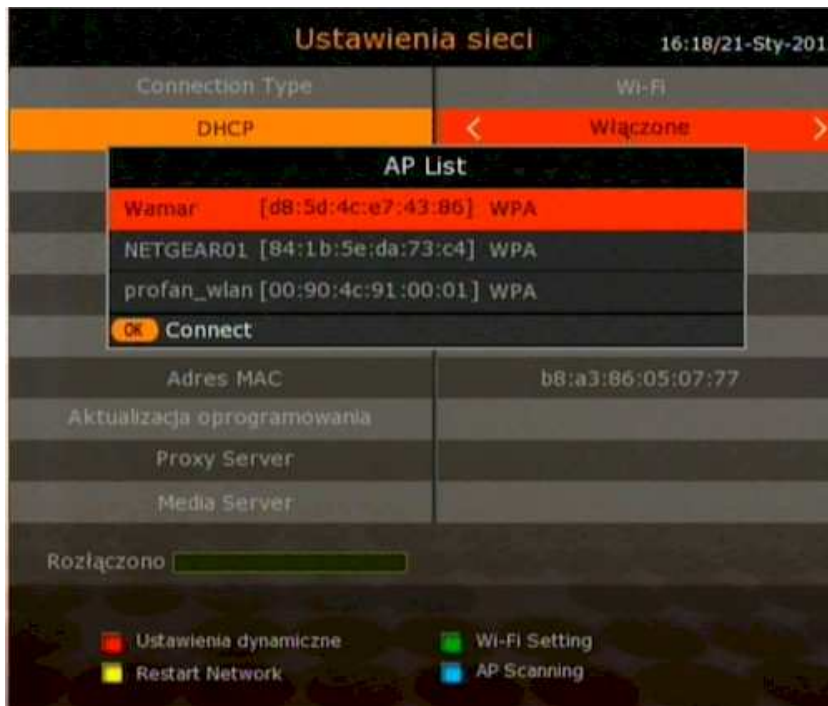 Ustawienia sieci 16:18/21-Sty-201
Connection Type Wi-Fi
DHCP < Włączone >
AP List
Wamar [d8:5d:4c:e7:43:86] WPA
NETGEAR01 [84:1b:5e:da:73:c4] WPA
profan_wlan [00:90:4c:91:00:01] WPA
OK Connect
Adres MAC b8:a3:86:05:07:77
Aktualizacja oprogramowania
Proxy Server
Media Server
Rozłączono
Ustawienia dynamiczne Wi-Fi Setting
Restart Network AP Scanning